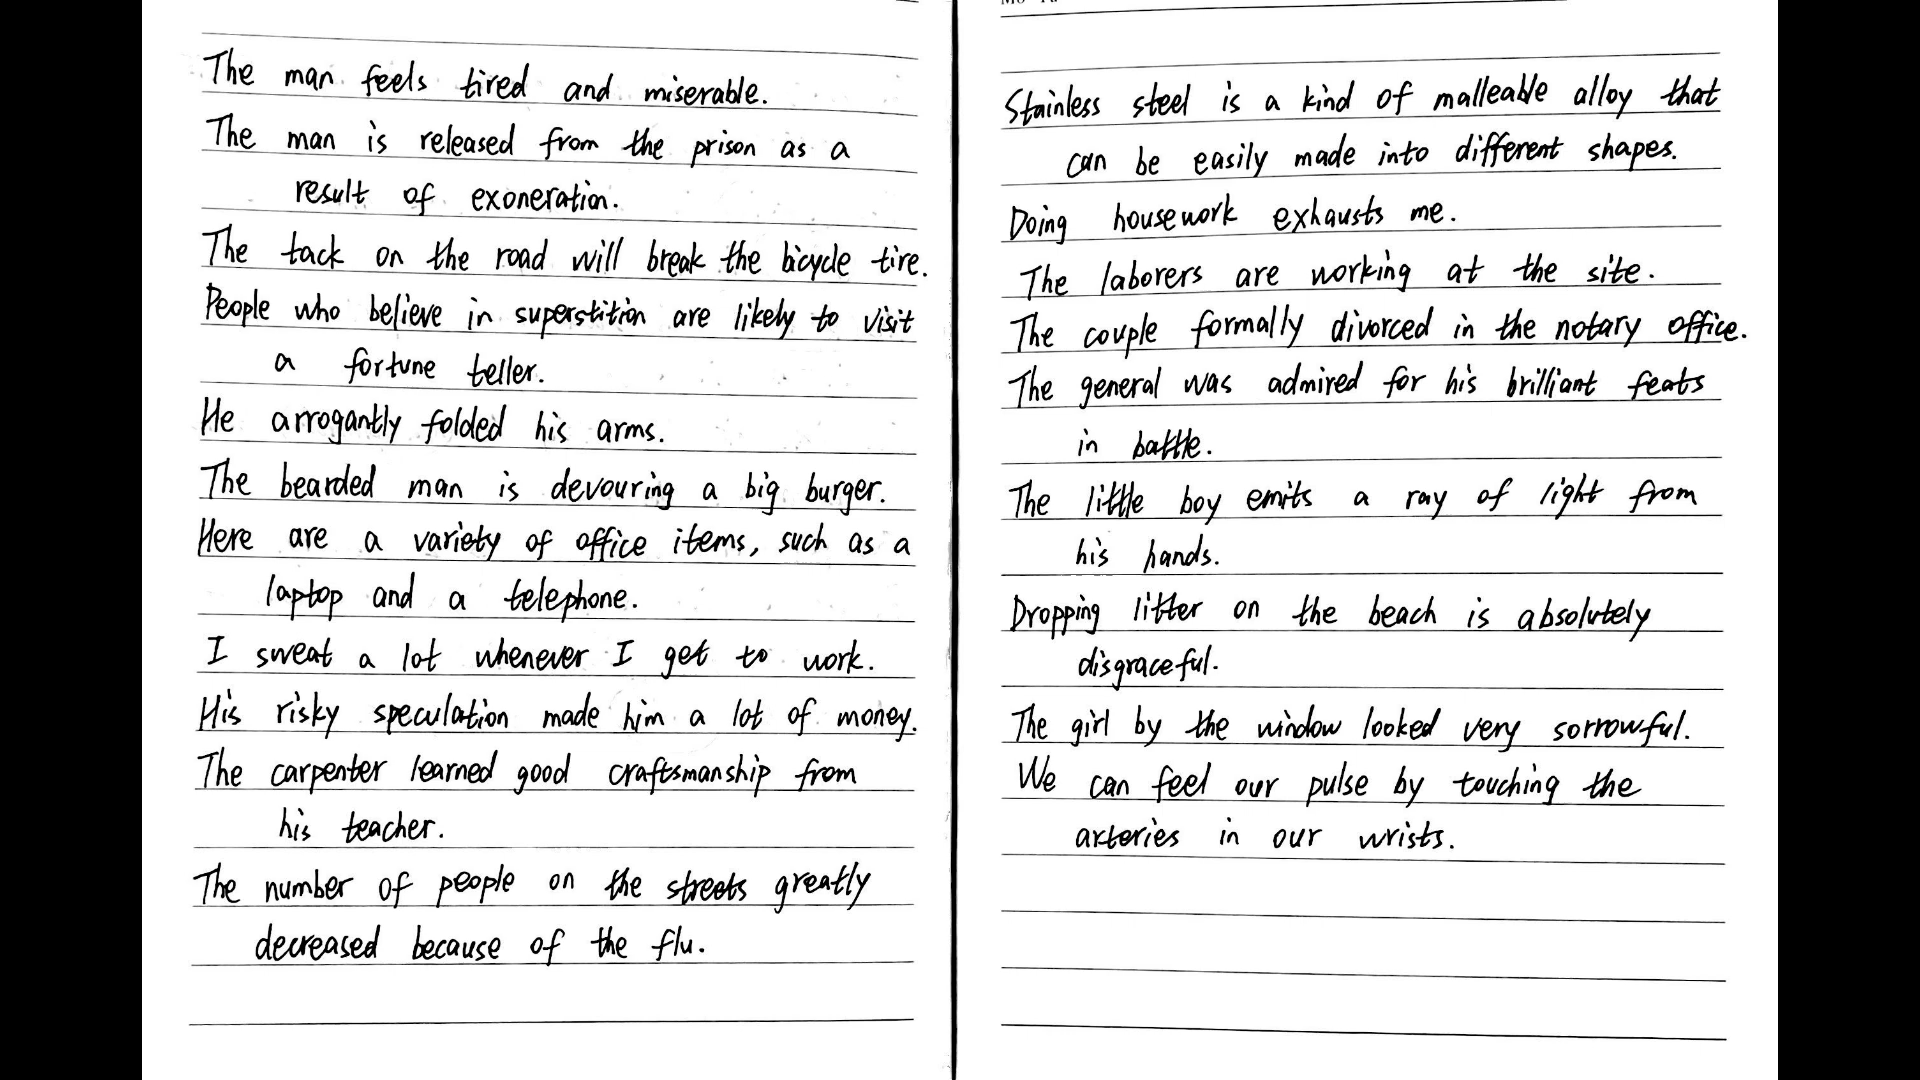 The man feels tired and miserable.
The man is released from the prison as a
result of exoneration.
The tack on the road will break the bicycle tire.
People who believe in superstition are likely to visit
a fortune teller.
He arrogantly folded his arms.
The bearded man is devouring a big burger.
Here are a variety of office items, such as a
laptop and a telephone.
I sweat a lot whenever I get to work.
His risky speculation made him a lot of money.
The carpenter learned good craftsmanship from
his teacher.
The number of people on the streets greatly
decreased because of the flu.
Stainless steel is a kind of malleable alloy that
can be easily made into different shapes.
Doing housework exhausts me.
The laborers are working at the site.
The couple formally divorced in the notary office.
The general was admired for his brilliant feats
in battle.
The little boy emits a ray of light from
his hands.
Dropping litter on the beach is absolutely
disgraceful.
The girl by the window looked very sorrowful.
We can feel our pulse by touching the
arteries in our wrists.